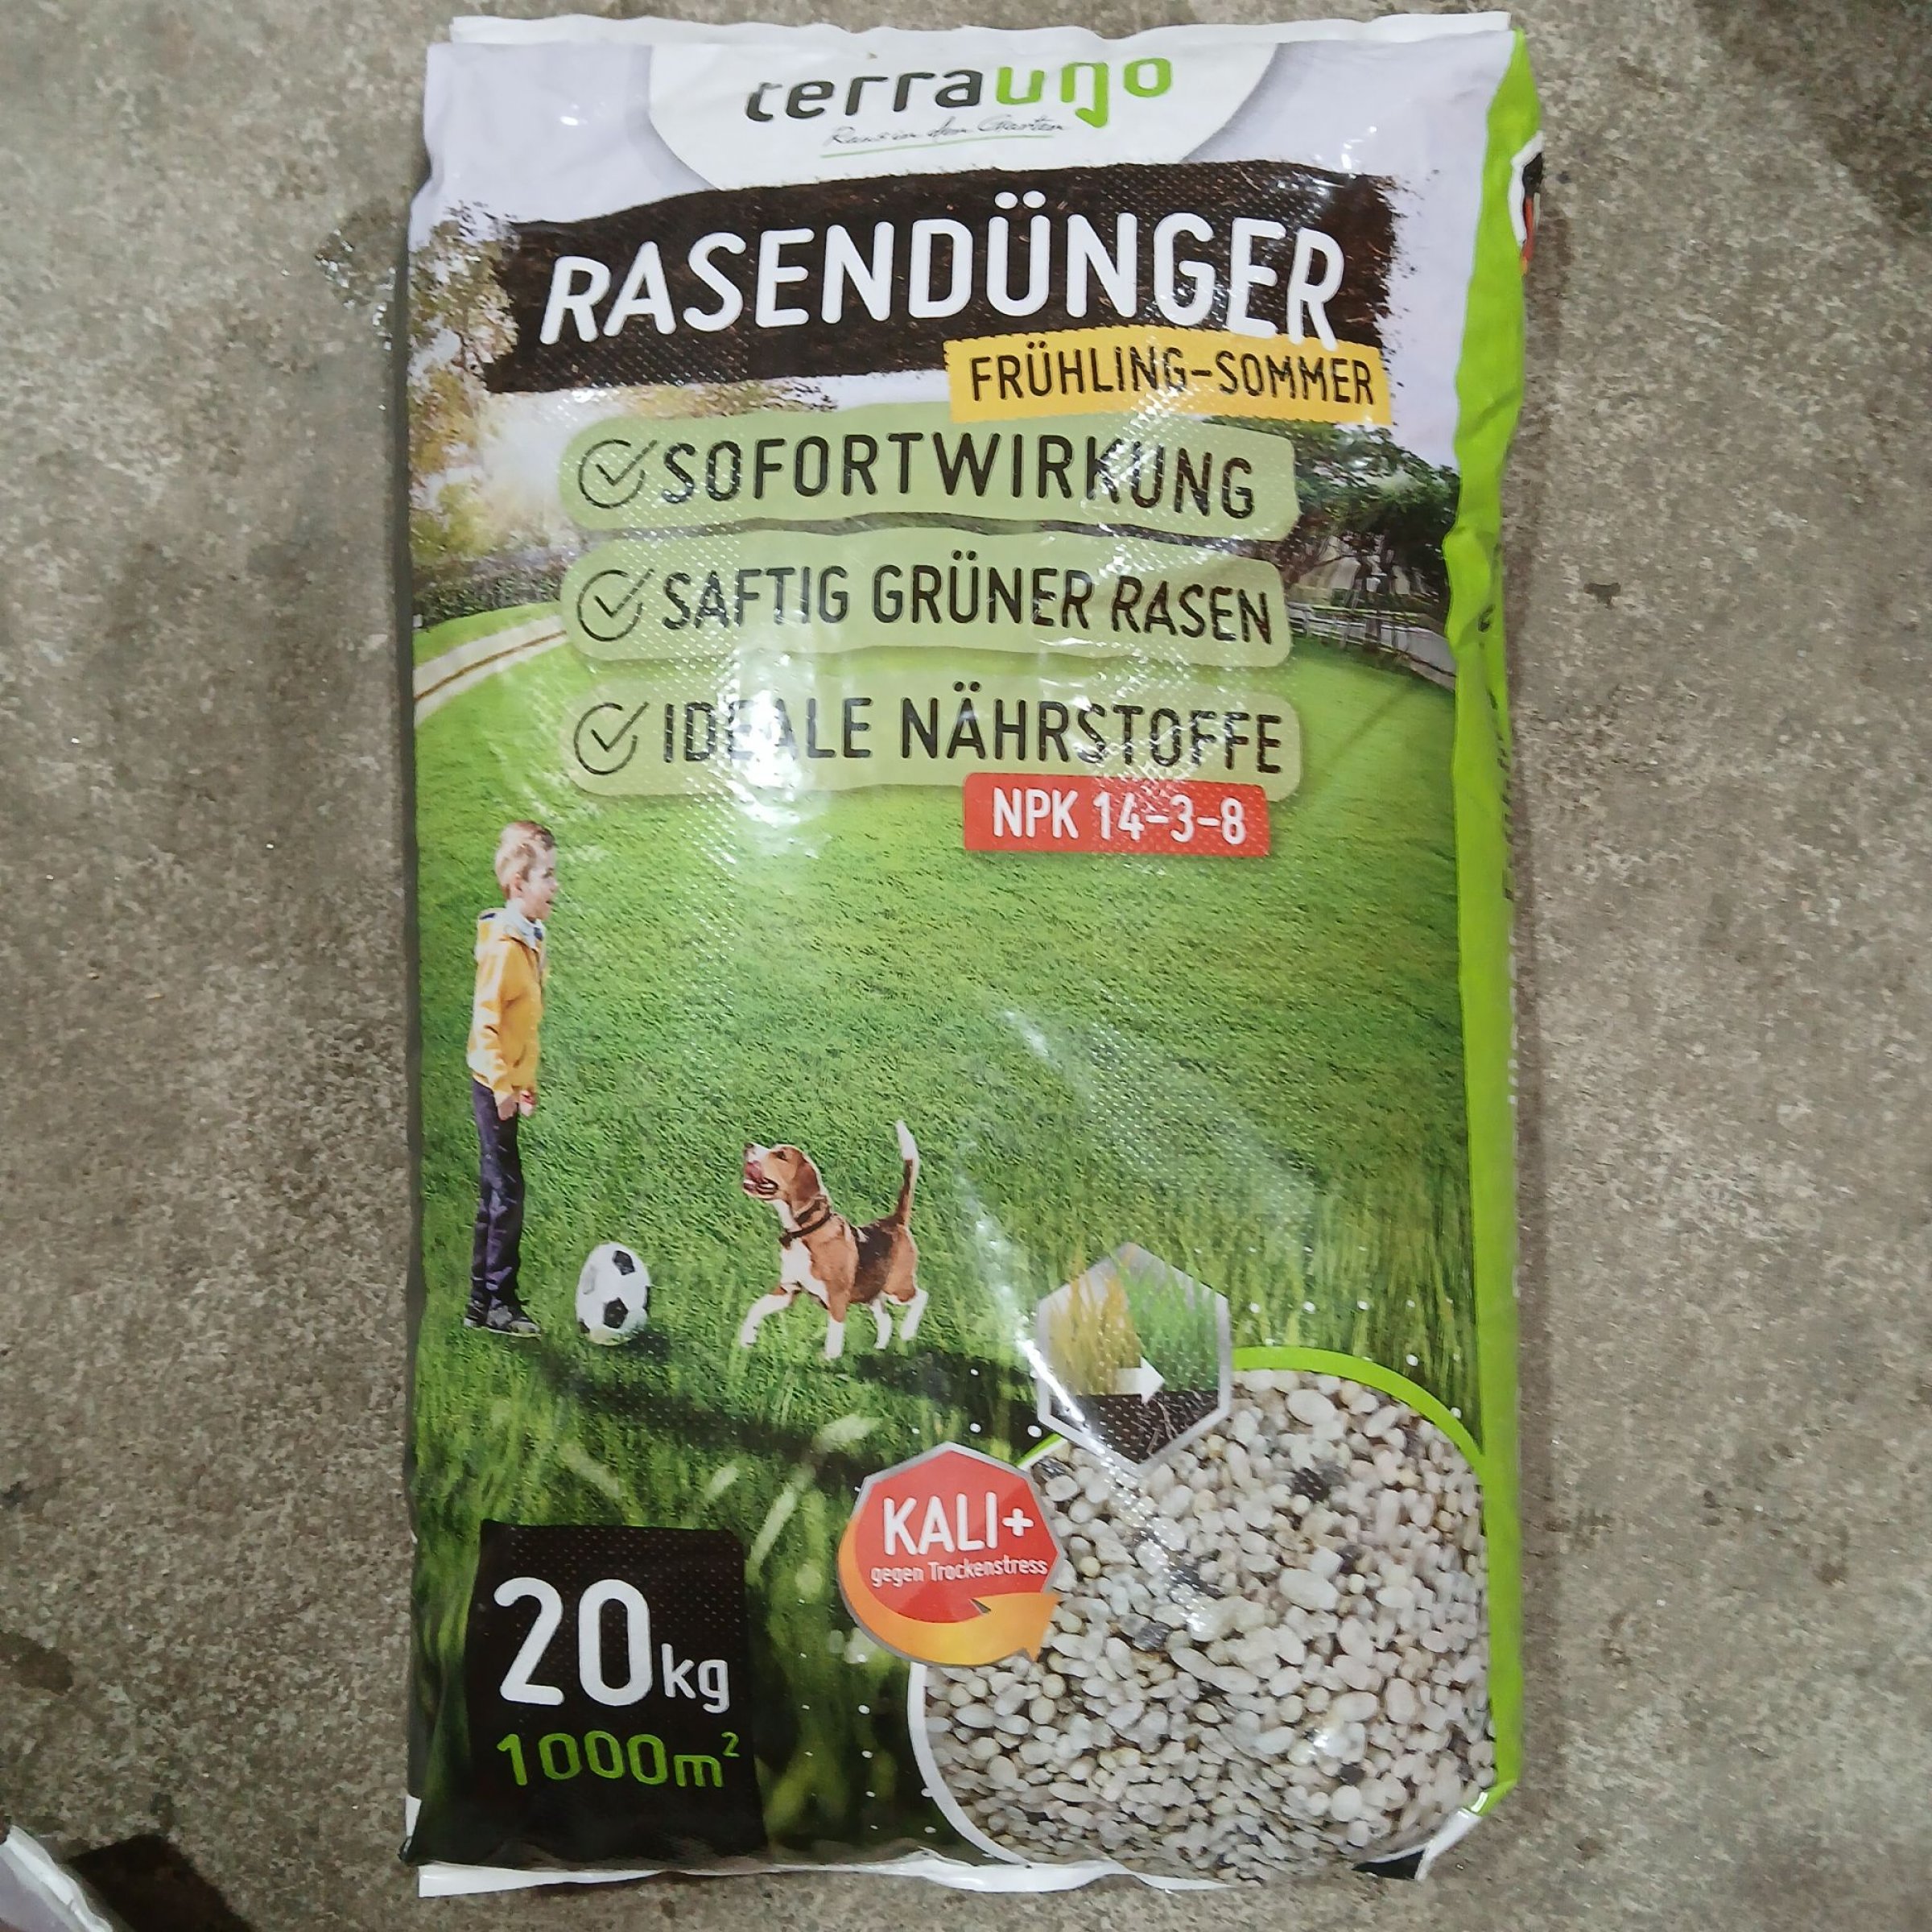 terrauno
Raus in den Garten
RASENDÜNGER
FRÜHLING-SOMMER
SOFORTWIRKUNG
SAFTIG GRÜNER RASEN
IDEALE NÄHRSTOFFE
NPK 14-3-8
KALI+
gegen Trockenstress
20kg
1000m²